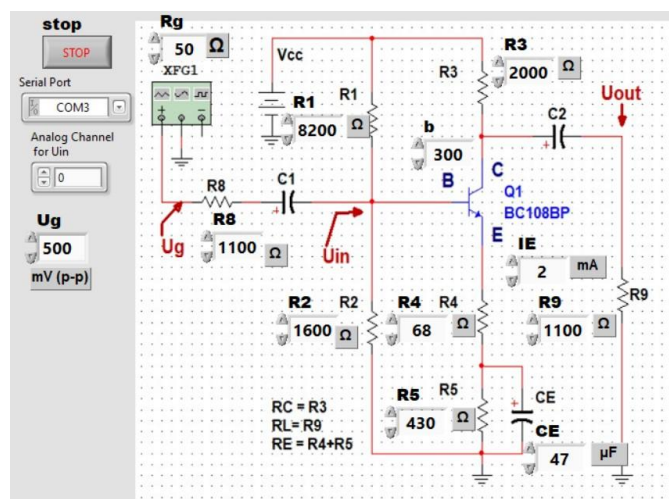 stop
STOP
Serial Port
COM3
Analog Channel
for Uin
0
Ug
500
mV (p-p)
Rg
50 Ω
XFG1
Vcc
R1
8200 Ω
R1
R3
R3
2000 Ω
C2
Uout
b
300
B
C
Q1
BC108BP
E
R8
C1
R8
1100 Ω
Ug
Uin
IE
2 mA
R2
1600 Ω
R2
R4
68 Ω
R4
R9
1100 Ω
R9
RC = R3
RL= R9
RE = R4+R5
R5
430 Ω
R5
CE
CE
47 µF